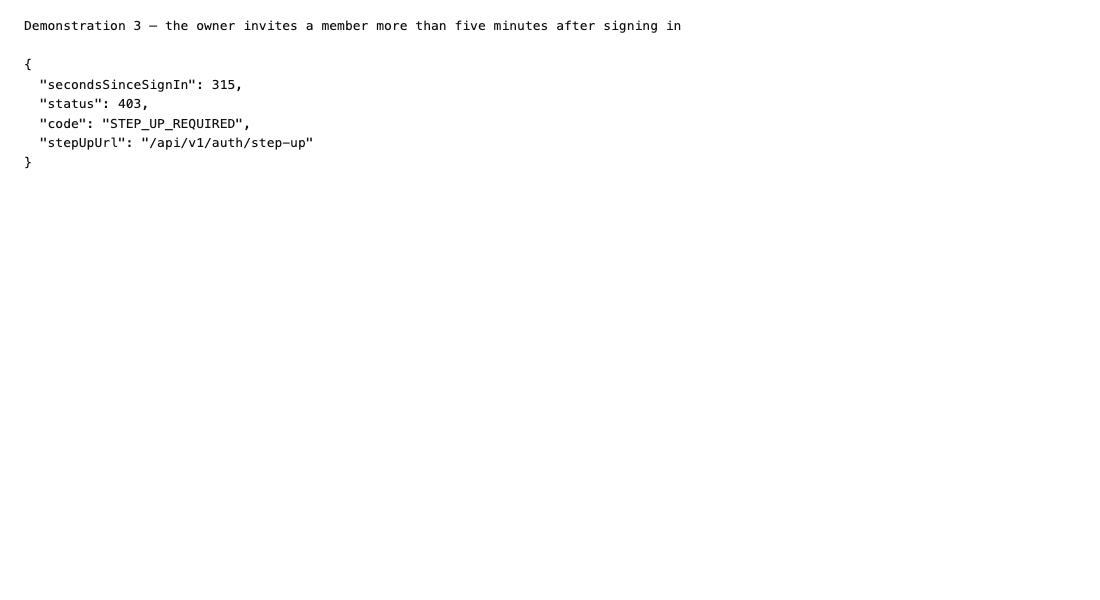 Demonstration 3 — the owner invites a member more than five minutes after signing in
{
"secondsSinceSignIn": 315,
"status": 403,
"code": "STEP_UP_REQUIRED",
"stepUpUrl": "/api/v1/auth/step-up"
}